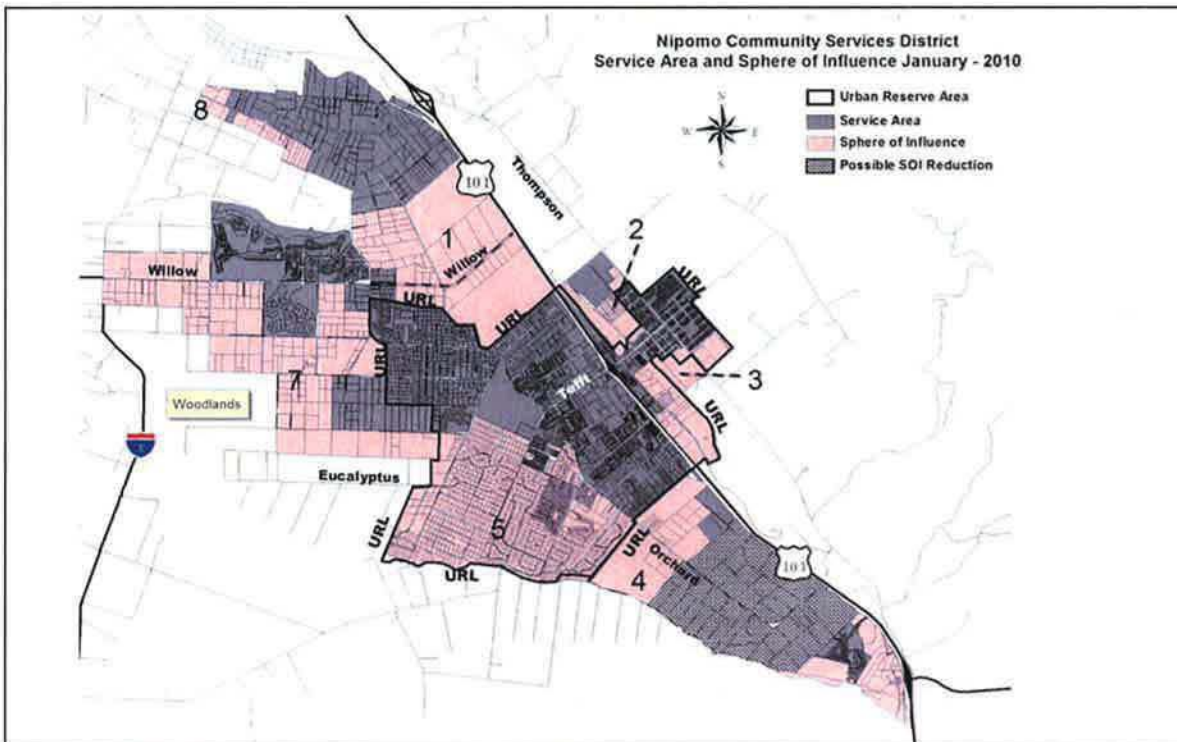 Nipomo Community Services District
Service Area and Sphere of Influence January - 2010
N
W E
S
Urban Reserve Area
Service Area
Sphere of Influence
Possible SOI Reduction
8
101
Thompson
1
2
Willow
Willow
URL
URL
URL
URL
3
Tefft
7
Woodlands
URL
Eucalyptus
5
URL
URL
URL
Orchard
4
101